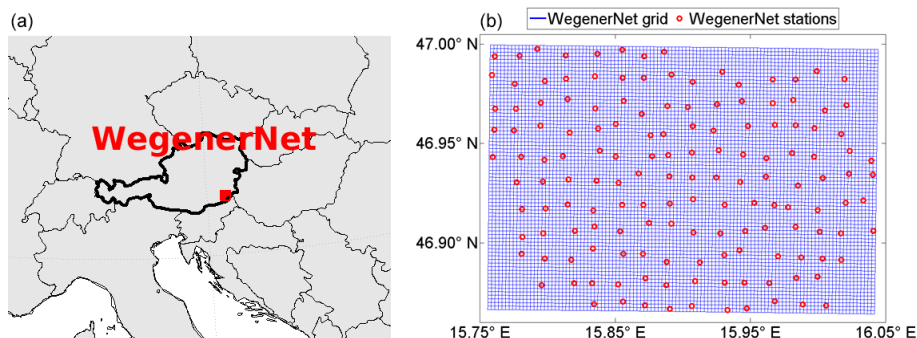 (a)
WegenerNet
(b)
WegenerNet grid WegenerNet stations
47.00° N
46.95° N
46.90° N
15.75° E 15.85° E 15.95° E 16.05° E